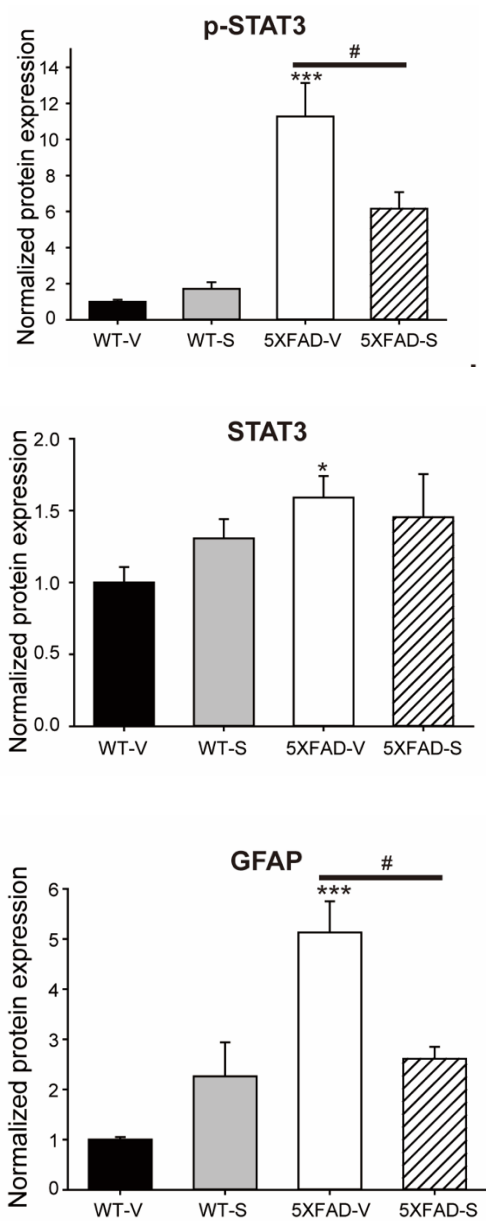 p-STAT3
#
***
Normalized protein expression
14
12
10
8
6
4
2
0
WT-V WT-S 5XFAD-V 5XFAD-S
STAT3
*
Normalized protein expression
2.0
1.5
1.0
0.5
0.0
WT-V WT-S 5XFAD-V 5XFAD-S
GFAP
#
***
Normalized protein expression
6
5
4
3
2
1
0
WT-V WT-S 5XFAD-V 5XFAD-S